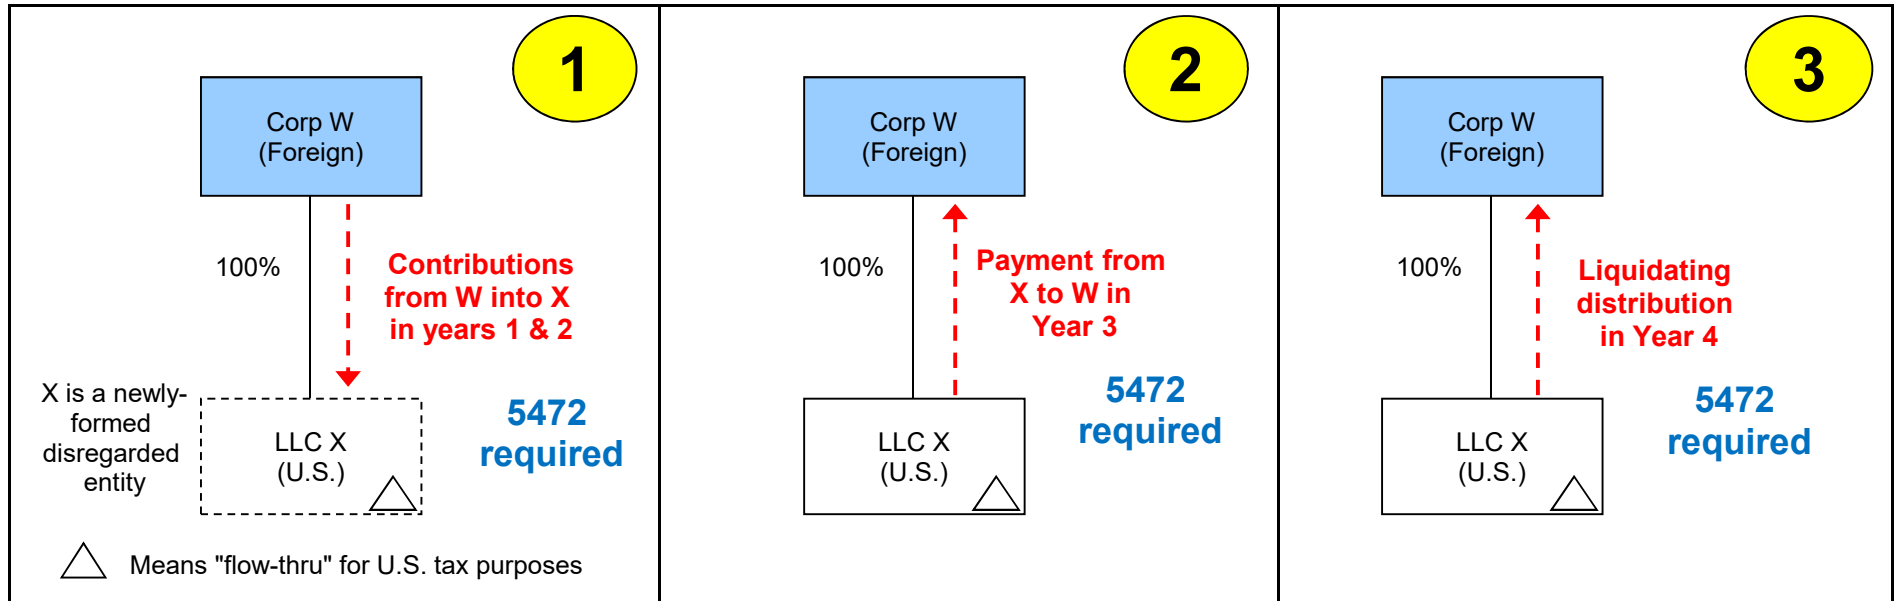 1
Corp W
(Foreign)
100%
Contributions
from W into X
in years 1 & 2
X is a newly-
formed
disregarded
entity
LLC X
(U.S.)
5472
required
Means "flow-thru" for U.S. tax purposes
2
Corp W
(Foreign)
100%
Payment from
X to W in
Year 3
5472
required
LLC X
(U.S.)
3
Corp W
(Foreign)
100%
Liquidating
distribution
in Year 4
5472
required
LLC X
(U.S.)